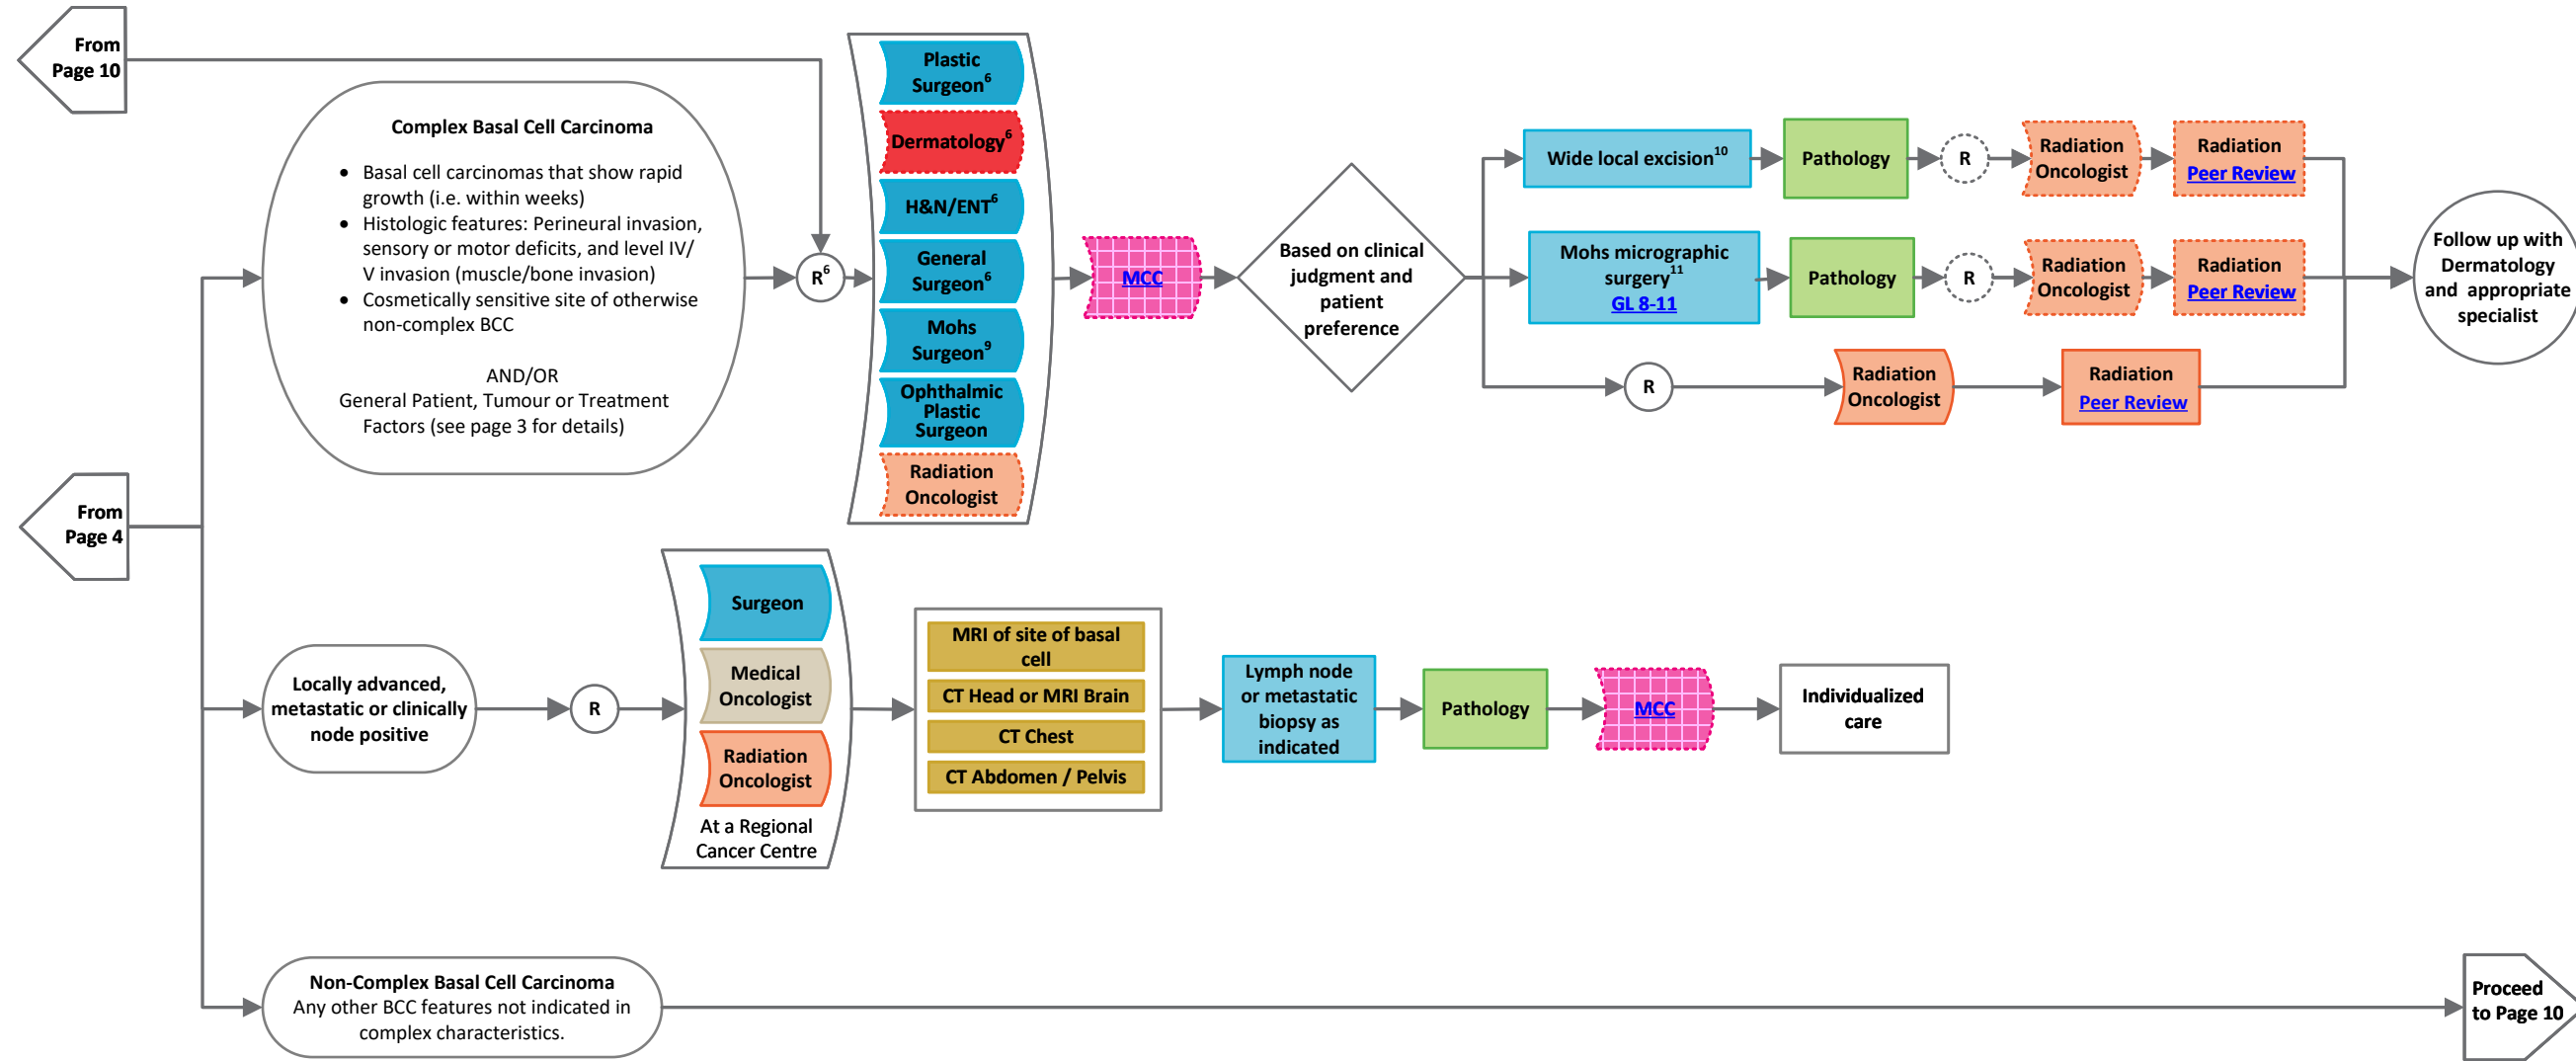 From
Page 10
Complex Basal Cell Carcinoma
• Basal cell carcinomas that show rapid
growth (i.e. within weeks)
• Histologic features: Perineural invasion,
sensory or motor deficits, and level IV/
V invasion (muscle/bone invasion)
• Cosmetically sensitive site of otherwise
non-complex BCC
AND/OR
General Patient, Tumour or Treatment
Factors (see page 3 for details)
R6
Plastic
Surgeon6
Dermatology6
H&N/ENT6
General
Surgeon6
Mohs
Surgeon9
Ophthalmic
Plastic
Surgeon
Radiation
Oncologist
MCC
Based on clinical
judgment and
patient
preference
Wide local excision10
Pathology
R
Radiation
Oncologist
Radiation
Peer Review
Mohs micrographic
surgery11
GL 8-11
Pathology
R
Radiation
Oncologist
Radiation
Peer Review
R
Radiation
Oncologist
Radiation
Peer Review
Follow up with
Dermatology
and appropriate
specialist
From
Page 4
Locally advanced,
metastatic or clinically
node positive
R
Surgeon
Medical
Oncologist
Radiation
Oncologist
At a Regional
Cancer Centre
MRI of site of basal
cell
CT Head or MRI Brain
CT Chest
CT Abdomen / Pelvis
Lymph node
or metastatic
biopsy as
indicated
Pathology
MCC
Individualized
care
Non-Complex Basal Cell Carcinoma
Any other BCC features not indicated in
complex characteristics.
Proceed
to Page 10